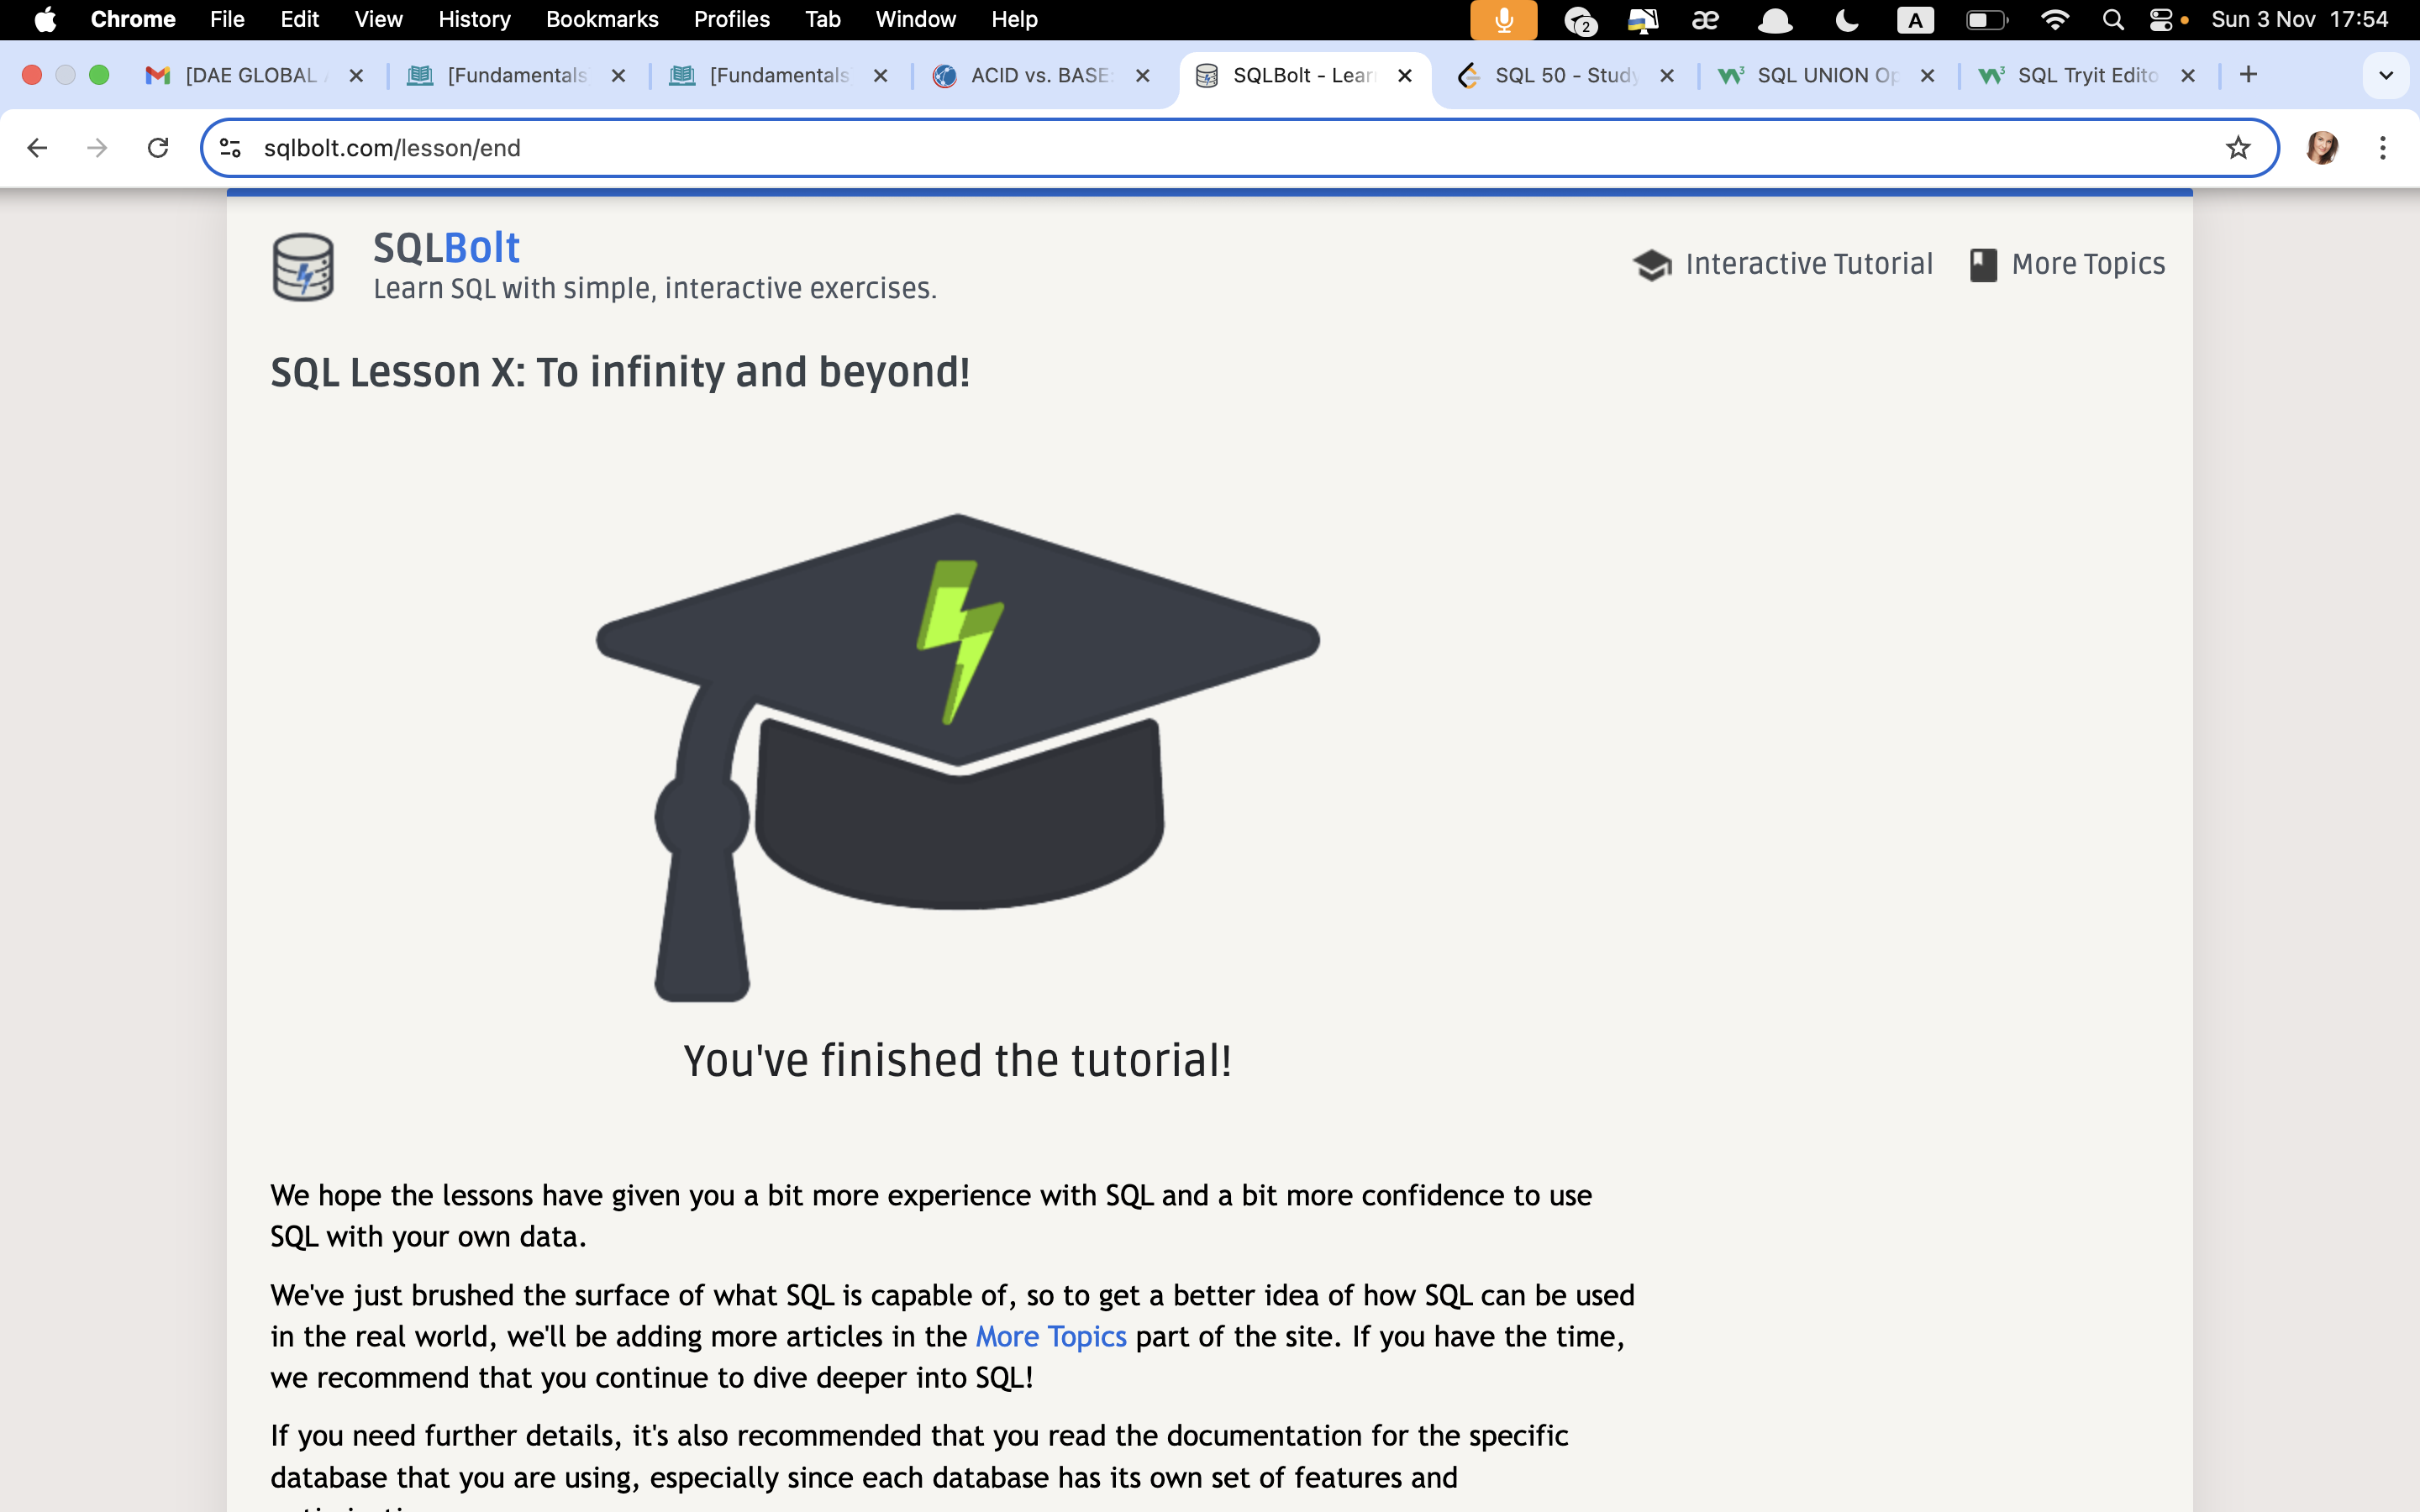 Chrome File Edit View History Bookmarks Profiles Tab Window Help 2 æ A Sun 3 Nov 17:54
[DAE GLOBAL [Fundamentals [Fundamentals ACID vs. BASE: SQLBolt - Lear SQL 50 - Study SQL UNION Op SQL Tryit Edito
sqlbolt.com/lesson/end
SQLBolt
Learn SQL with simple, interactive exercises.
Interactive Tutorial More Topics
SQL Lesson X: To infinity and beyond!
You've finished the tutorial!
We hope the lessons have given you a bit more experience with SQL and a bit more confidence to use
SQL with your own data.
We've just brushed the surface of what SQL is capable of, so to get a better idea of how SQL can be used
in the real world, we'll be adding more articles in the More Topics part of the site. If you have the time,
we recommend that you continue to dive deeper into SQL!
If you need further details, it's also recommended that you read the documentation for the specific
database that you are using, especially since each database has its own set of features and